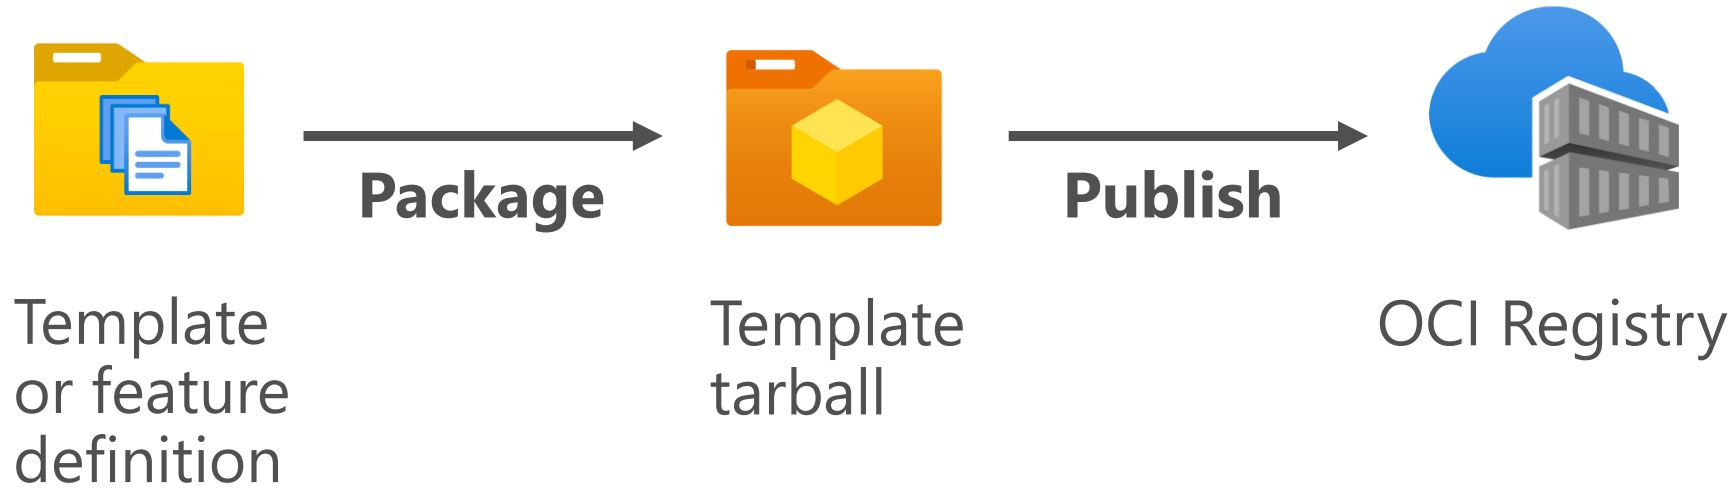 Package
Publish
Template
or feature
definition
Template
tarball
OCI Registry